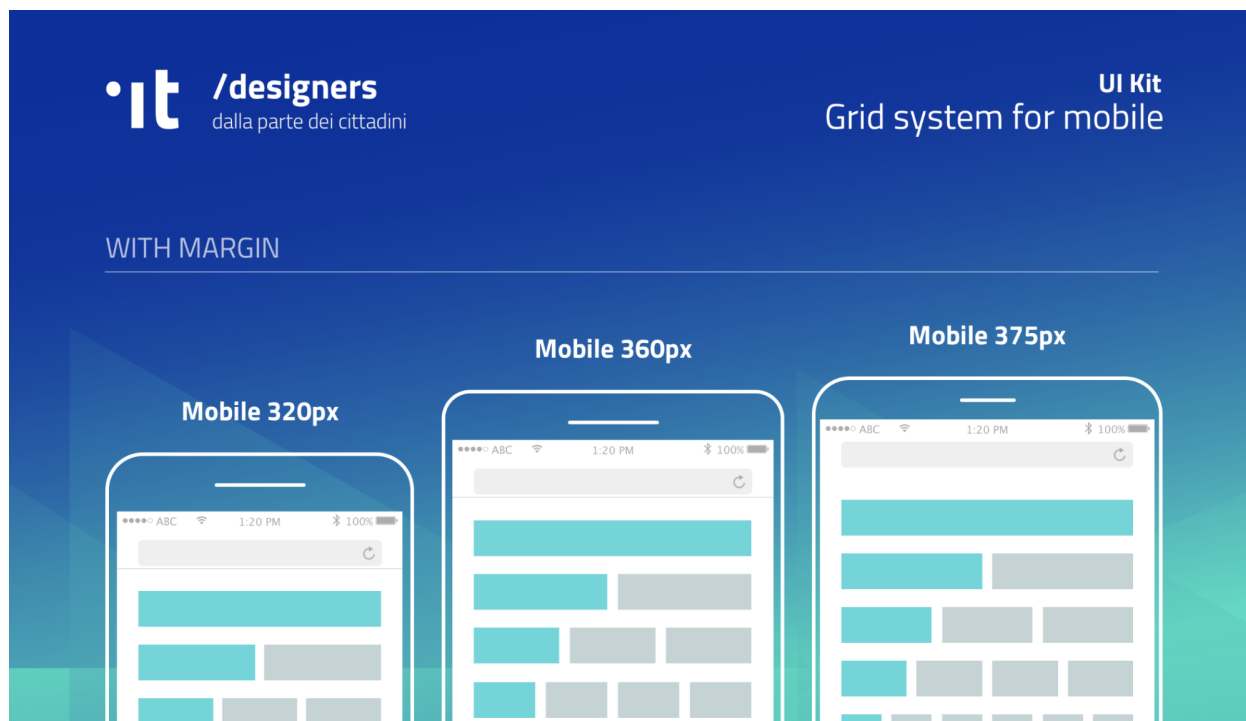 it
/designers
dalla parte dei cittadini
UI Kit
Grid system for mobile
WITH MARGIN
Mobile 320px
Mobile 360px
Mobile 375px
ABC 1:20 PM 100%
ABC 1:20 PM 100%
ABC 1:20 PM 100%